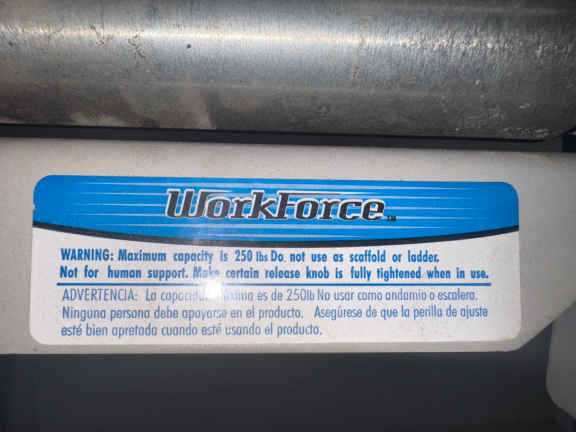 WorkForce™
WARNING: Maximum capacity is 250 lbs Do not use as scaffold or ladder.
Not for human support. Make certain release knob is fully tightened when in use.
ADVERTENCIA: La capacidad máxima es de 250lb No usar como andamio o escalera.
Ninguna persona debe apoyarse en el producto. Asegúrese de que la perilla de ajuste
esté bien apretada cuando esté usando el producto.